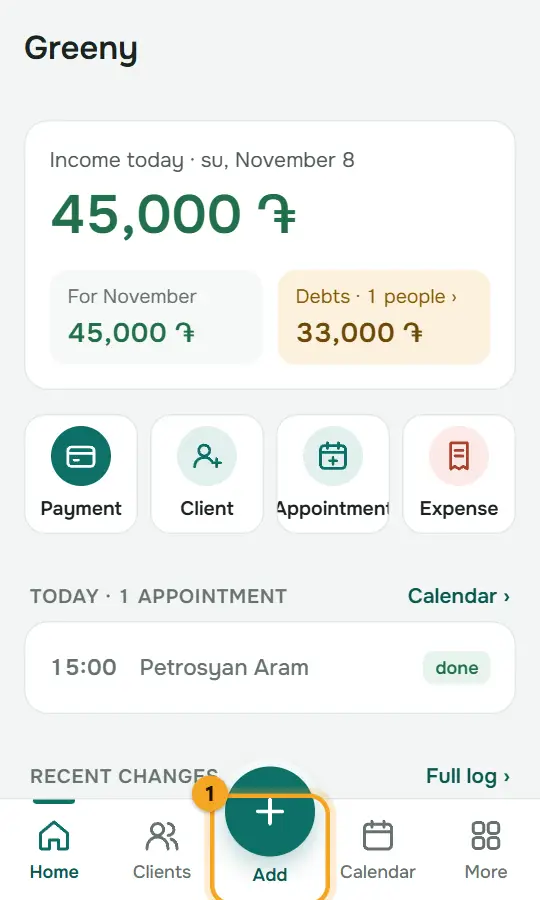 Greeny
Income today · su, November 8
45,000 ֏
For November
45,000 ֏
Debts · 1 people ›
33,000 ֏
Payment
Client
Appointment
Expense
TODAY · 1 APPOINTMENT
Calendar ›
15:00 Petrosyan Aram
done
RECENT CHANGES
Full log ›
1
Home
Clients
Add
Calendar
More